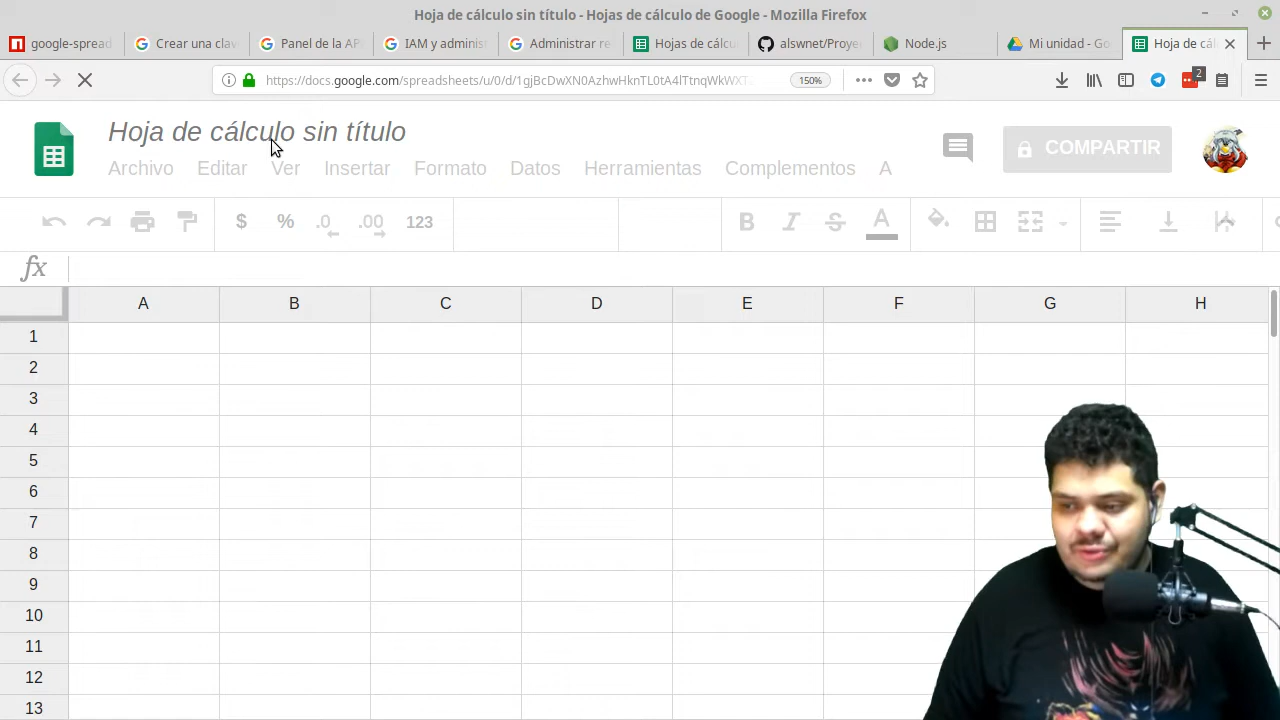 Hoja de cálculo sin título - Hojas de cálculo de Google - Mozilla Firefox
google-spread
Crear una clav
Panel de la AP
IAM y adminis
Administrar re
Hojas de cálcu
alswnet/Proye
Node.js
Mi unidad - Go
Hoja de cál
https://docs.google.com/spreadsheets/u/0/d/1gjBcDwXN0AzhwHknTL0tA4lTtnqWkWXT
150%
2
Hoja de cálculo sin título
Archivo Editar Ver Insertar Formato Datos Herramientas Complementos A
COMPARTIR
$ % .0 .00 123 B I S A
fx
A B C D E F G H
1
2
3
4
5
6
7
8
9
10
11
12
13